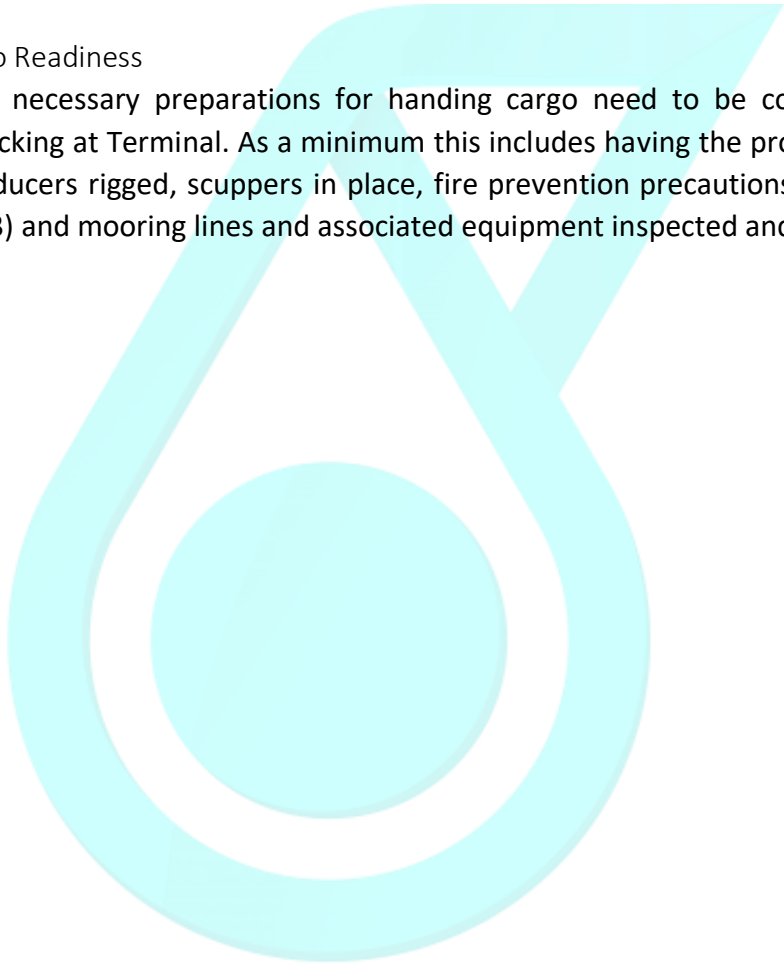 o Readiness
necessary preparations for handing cargo need to be co
cking at Terminal. As a minimum this includes having the pro
ducers rigged, scuppers in place, fire prevention precautions
) and mooring lines and associated equipment inspected and